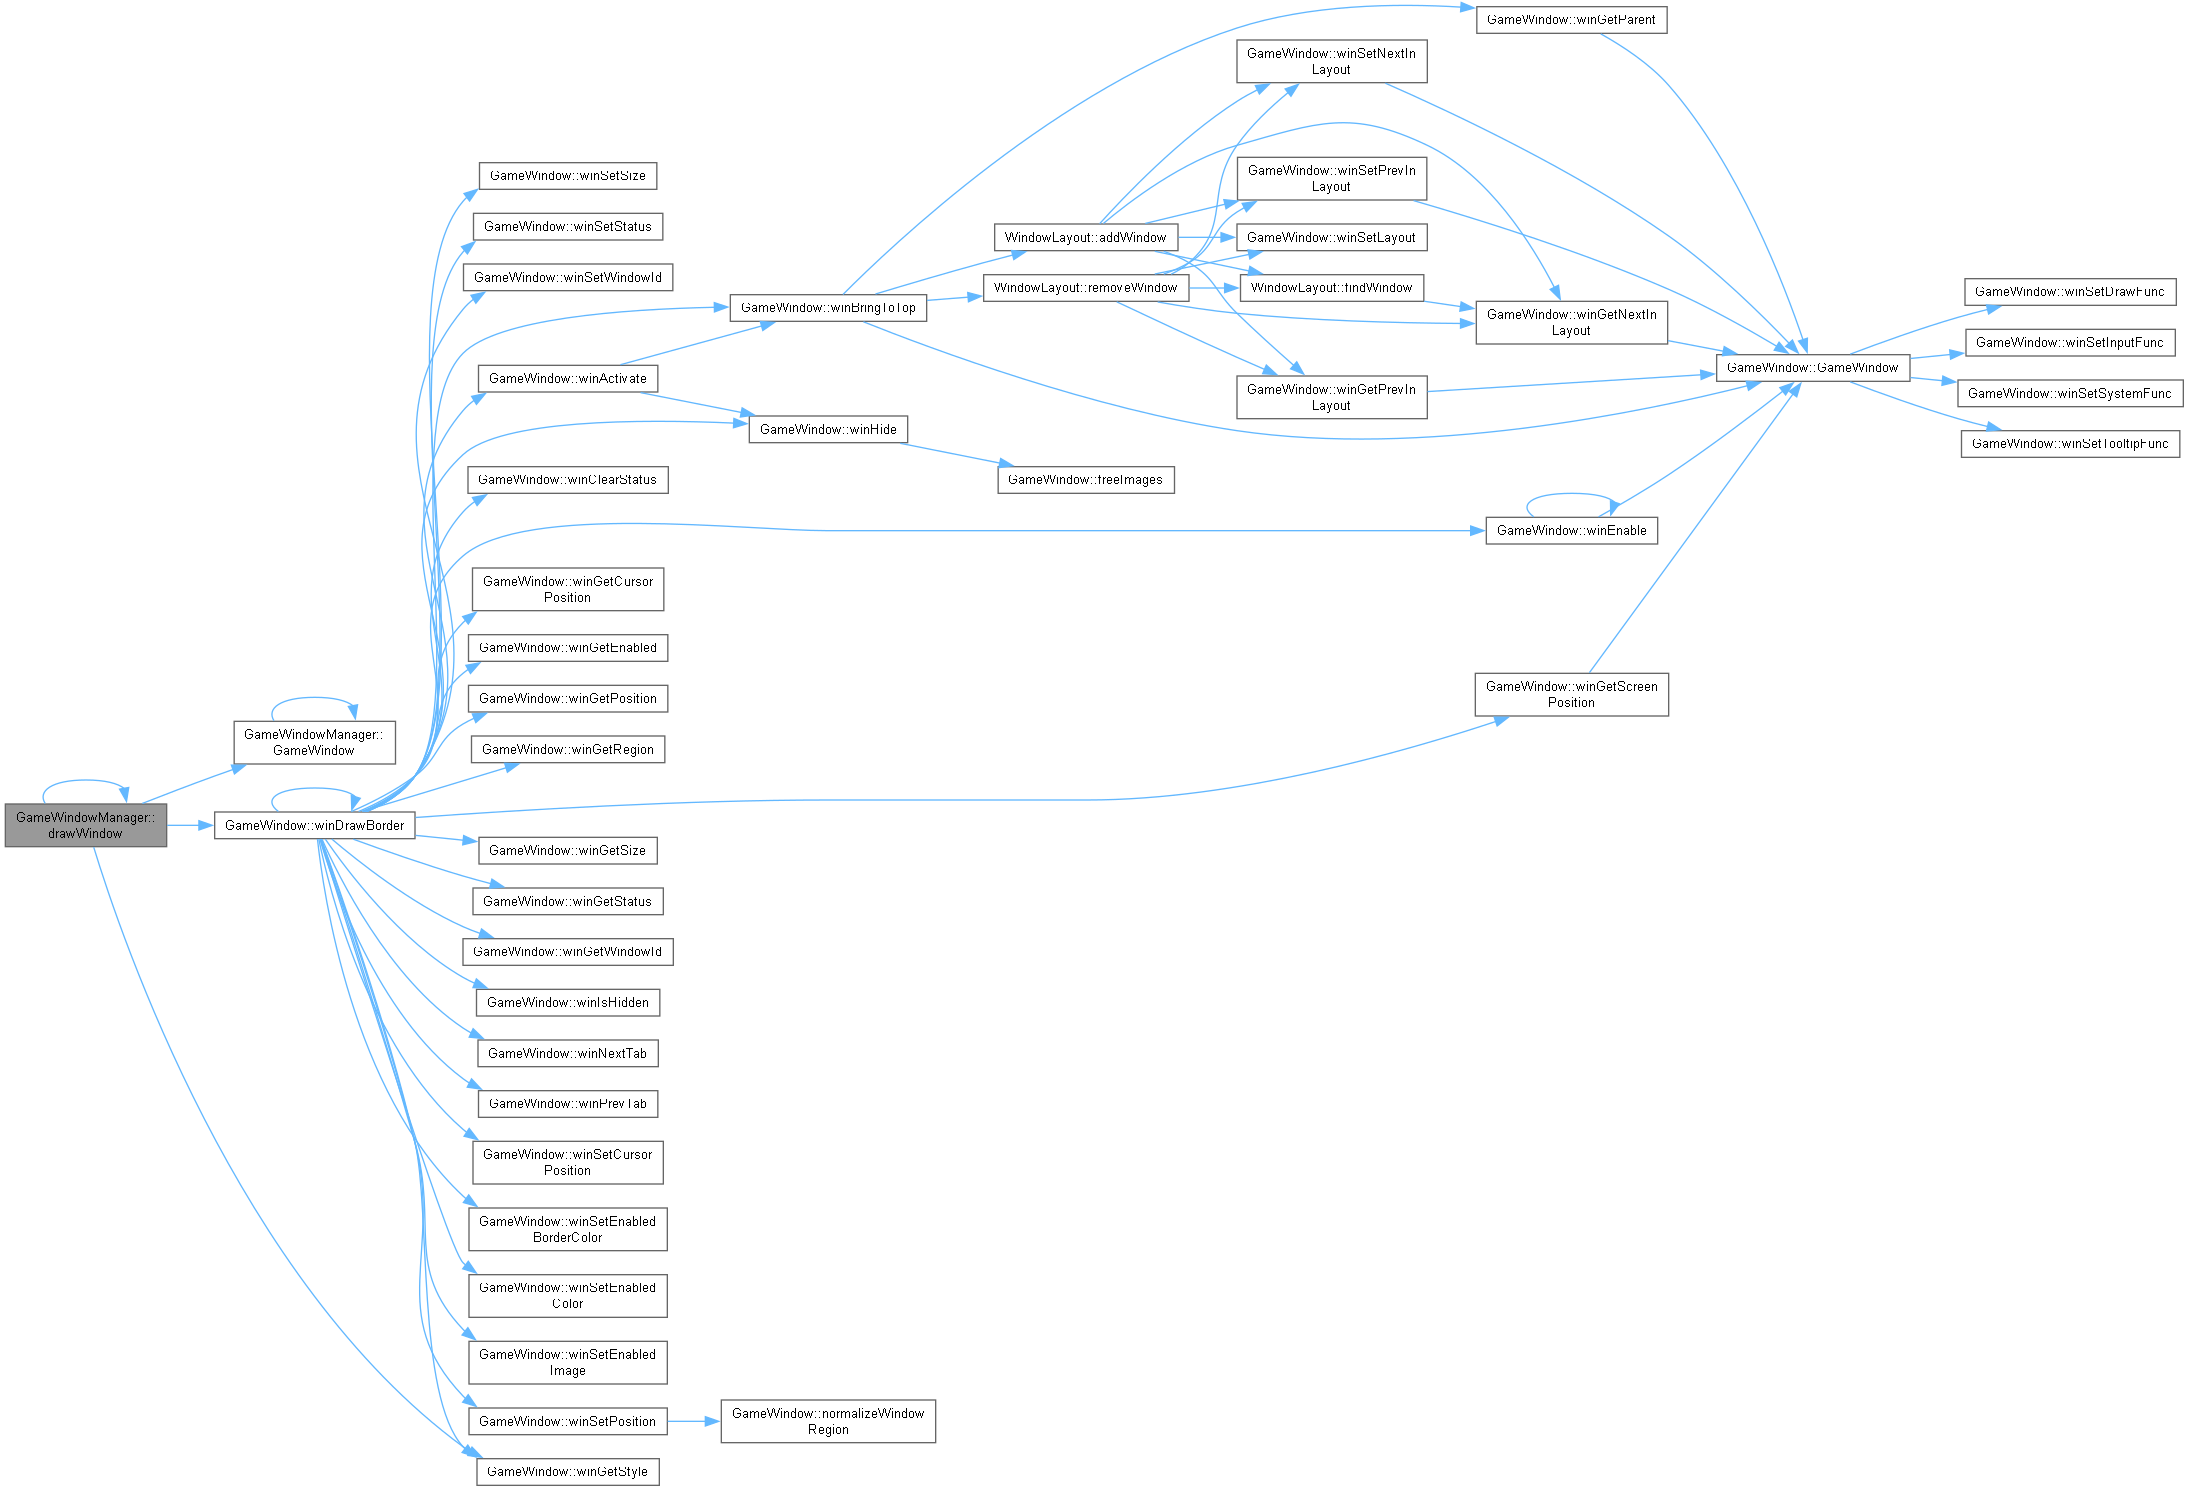 GameWindow::winGetParent
GameWindow::winSetNextIn
Layout
GameWindow::winSetSize
GameWindow::winSetPrevIn
Layout
GameWindow::winSetStatus
WindowLayout::addWindow
GameWindow::winSetLayout
GameWindow::winSetWindowId
WindowLayout::removeWindow
WindowLayout::findWindow
GameWindow::winSetDrawFunc
GameWindow::winBringToTop
GameWindow::winGetNextIn
Layout
GameWindow::winSetInputFunc
GameWindow::GameWindow
GameWindow::winActivate
GameWindow::winGetPrevIn
Layout
GameWindow::winSetSystemFunc
GameWindow::winHide
GameWindow::winSetTooltipFunc
GameWindow::winClearStatus
GameWindow::freeImages
GameWindow::winEnable
GameWindow::winGetCursor
Position
GameWindow::winGetEnabled
GameWindow::winGetPosition
GameWindow::winGetScreen
Position
GameWindowManager::
GameWindow
GameWindow::winGetRegion
GameWindowManager::
drawWindow
GameWindow::winDrawBorder
GameWindow::winGetSize
GameWindow::winGetStatus
GameWindow::winGetWindowId
GameWindow::winIsHidden
GameWindow::winNextTab
GameWindow::winPrevTab
GameWindow::winSetCursor
Position
GameWindow::winSetEnabled
BorderColor
GameWindow::winSetEnabled
Color
GameWindow::winSetEnabled
Image
GameWindow::winSetPosition
GameWindow::normalizeWindow
Region
GameWindow::winGetStyle